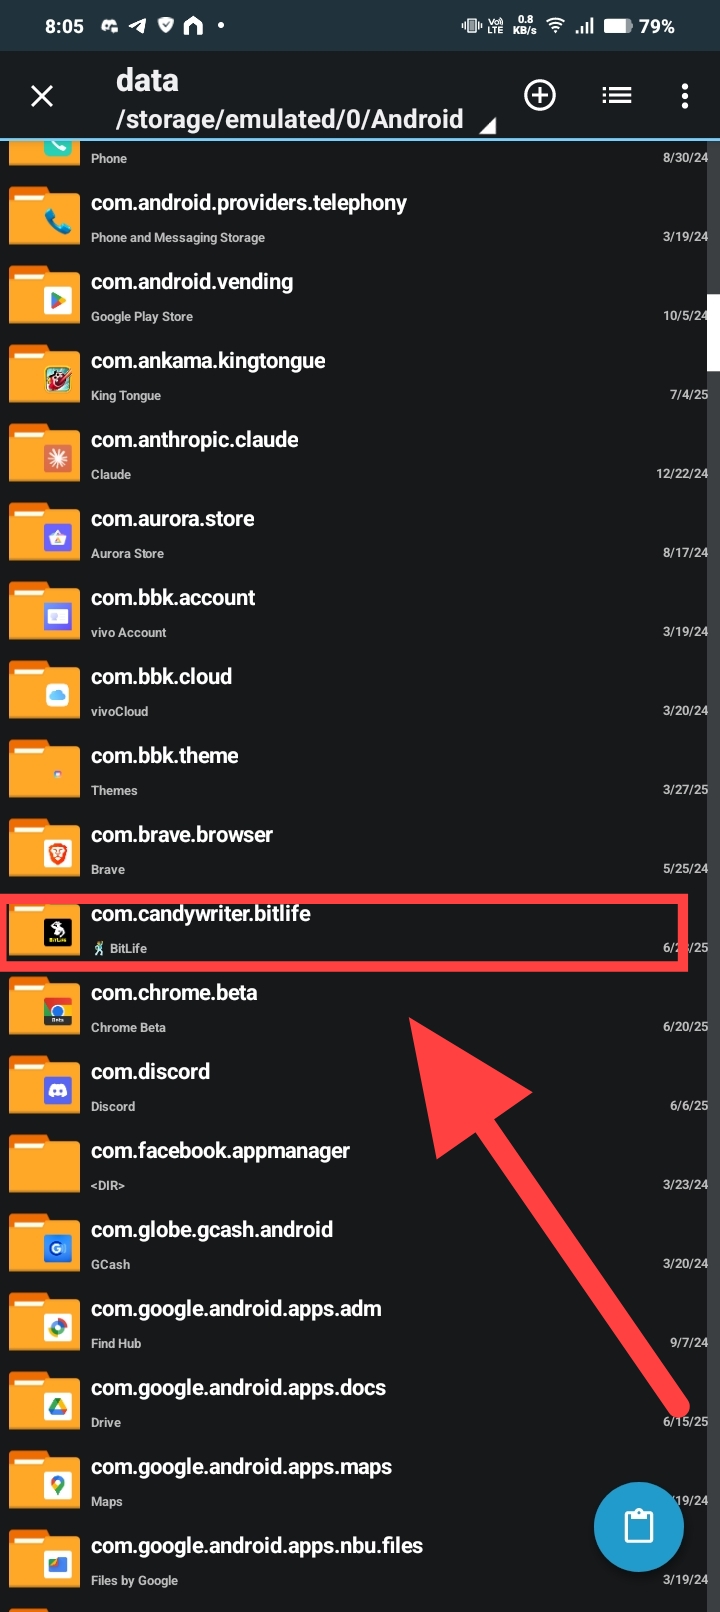 8:05
Vo)
LTE
0.8
KB/s
79%
data
/storage/emulated/0/Android
Phone
8/30/24
com.android.providers.telephony
Phone and Messaging Storage
3/19/24
com.android.vending
Google Play Store
10/5/24
com.ankama.kingtongue
King Tongue
7/4/25
com.anthropic.claude
Claude
12/22/24
com.aurora.store
Aurora Store
8/17/24
com.bbk.account
vivo Account
3/19/24
com.bbk.cloud
vivoCloud
3/20/24
com.bbk.theme
Themes
3/27/25
com.brave.browser
Brave
5/25/24
com.candywriter.bitlife
BitLife
com.chrome.beta
Chrome Beta
6/20/25
com.discord
Discord
6/6/25
com.facebook.appmanager
<DIR>
3/23/24
com.globe.gcash.android
GCash
3/20/24
com.google.android.apps.adm
Find Hub
9/7/24
com.google.android.apps.docs
Drive
6/15/25
com.google.android.apps.maps
Maps
/19/24
com.google.android.apps.nbu.files
Files by Google
3/19/24